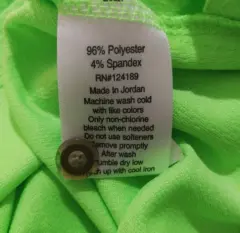 96% Polyester
4% Spandex
RN#124189
Made in Jordan
Machine wash cold
with like colors
Only non-chlorine
bleach when needed
Do not use softeners
Remove promptly
After wash
Tumble dry low
up with cool iron